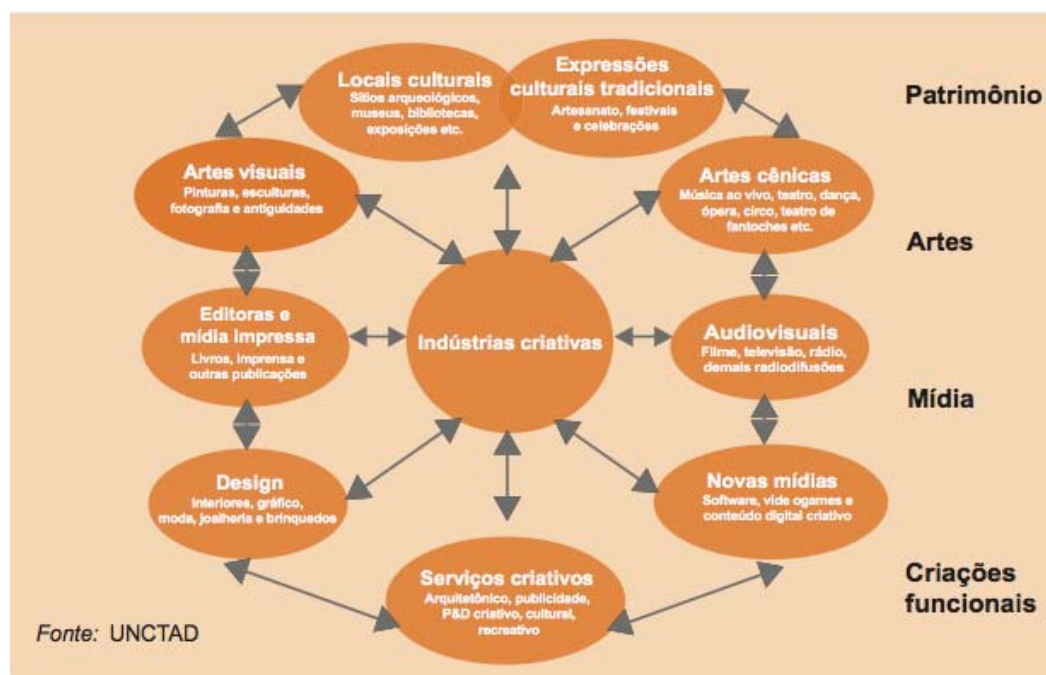 Locais culturais
Sítios arqueológicos,
museus, bibliotecas,
exposições etc.
Expressões
culturais tradicionais
Artesanato, festivais
e celebrações
Patrimônio
Artes visuais
Pinturas, esculturas,
fotografia e antiguidades
Artes cênicas
Música ao vivo, teatro, dança,
ópera, circo, teatro de
fantoches etc.
Artes
Editoras e
mídia impressa
Livros, imprensa e
outras publicações
Indústrias criativas
Audiovisuais
Filme, televisão, rádio,
demais radiodifusões
Mídia
Design
Interiores, gráfico,
moda, joalheria e brinquedos
Novas mídias
Software, vide ogames e
conteúdo digital criativo
Serviços criativos
Arquitetônico, publicidade,
P&D criativo, cultural,
recreativo
Criações
funcionais
Fonte: UNCTAD